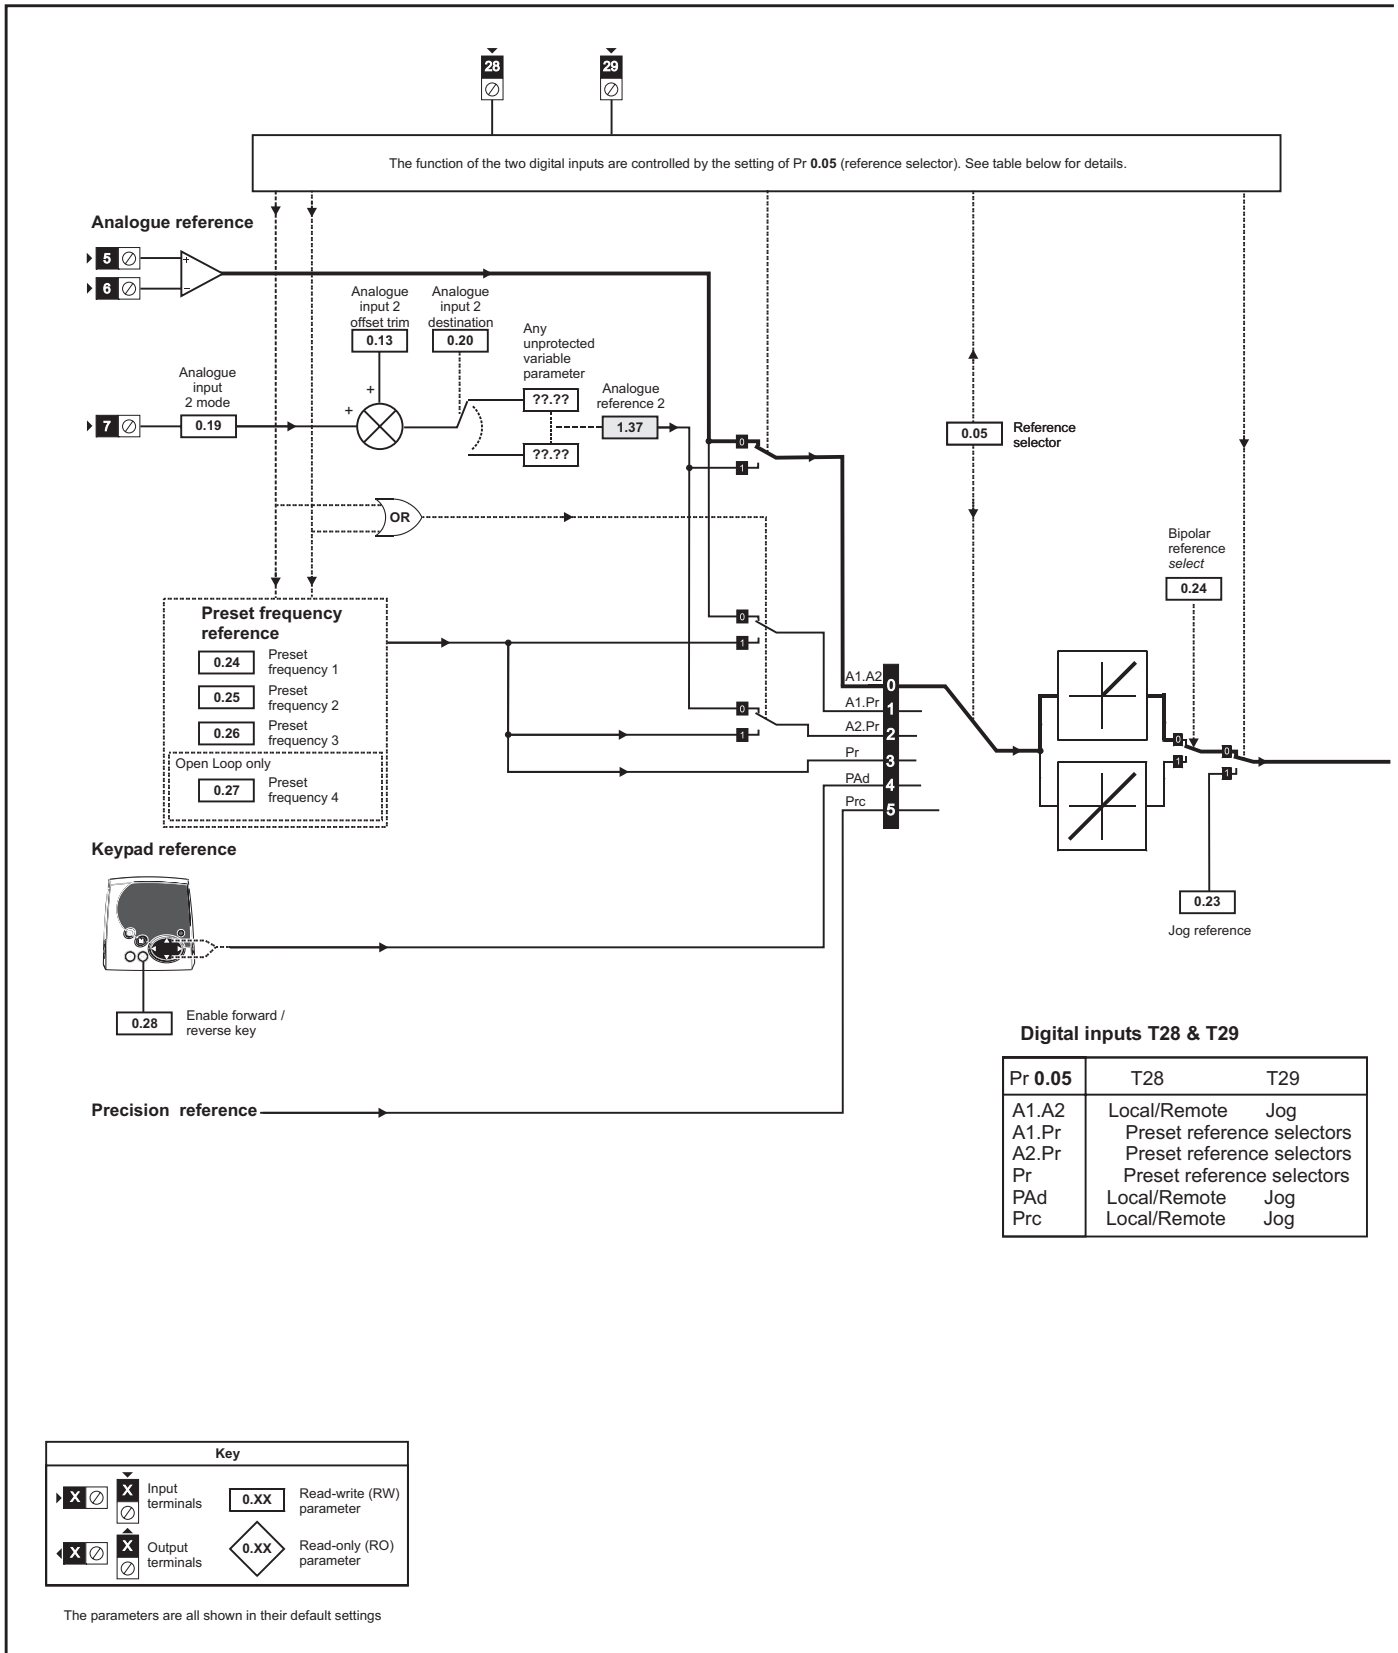 28
29
The function of the two digital inputs are controlled by the setting of Pr 0.05 (reference selector). See table below for details.
Analogue reference
5
+
6
−
Analogue
input 2
offset trim
0.13
Analogue
input 2
destination
0.20
Any
unprotected
variable
parameter
??.??
??.??
Analogue
reference 2
1.37
Analogue
input
2 mode
7
0.19
+
+
0
1
0.05
Reference
selector
OR
Bipolar
reference
select
0.24
Preset frequency
reference
0.24
Preset
frequency 1
0.25
Preset
frequency 2
0.26
Preset
frequency 3
Open Loop only
0.27
Preset
frequency 4
0
1
0
1
A1.A2
0
A1.Pr
1
A2.Pr
2
Pr
3
PAd
4
Prc
5
0
1
0
1
0.23
Jog reference
Keypad reference
0.28
Enable forward /
reverse key
Precision reference
Digital inputs T28 & T29
Pr 0.05 T28 T29
A1.A2 Local/Remote Jog
A1.Pr Preset reference selectors
A2.Pr Preset reference selectors
Pr Preset reference selectors
PAd Local/Remote Jog
Prc Local/Remote Jog
Key
X
X
Input
terminals
0.XX
Read-write (RW)
parameter
X
X
Output
terminals
0.XX
Read-only (RO)
parameter
The parameters are all shown in their default settings